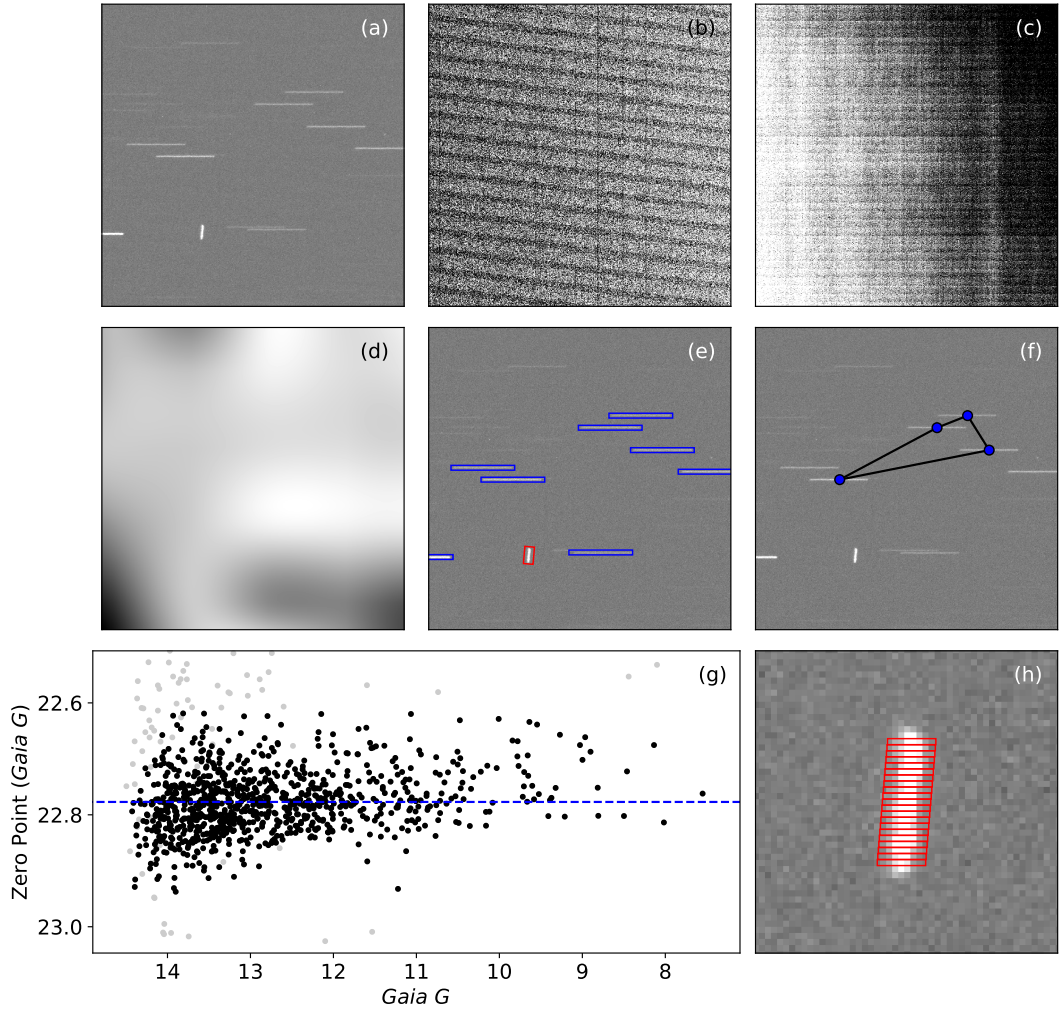 (a)
(b)
(c)
(d)
(e)
(f)
(g)
(h)
Zero Point (Gaia G)
22.6
22.8
23.0
14 13 12 11 10 9 8
Gaia G